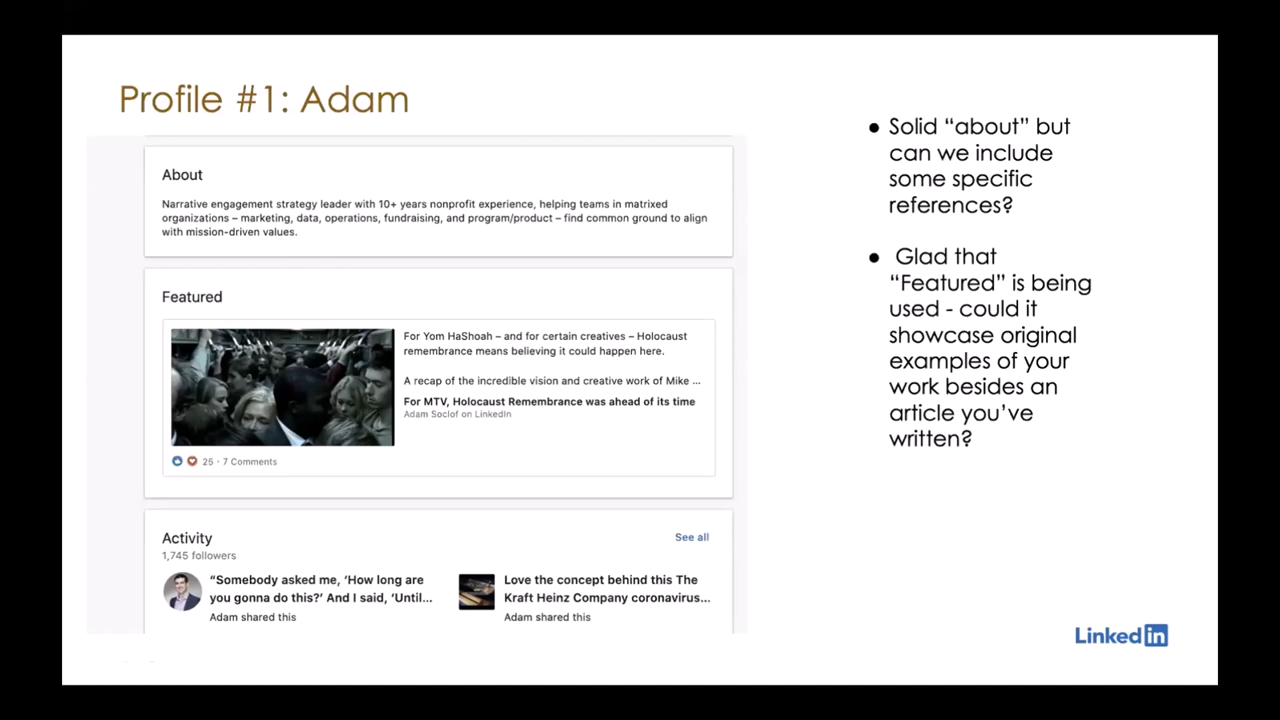 Profile #1: Adam
About
Narrative engagement strategy leader with 10+ years nonprofit experience, helping teams in matrixed
organizations – marketing, data, operations, fundraising, and program/product – find common ground to align
with mission-driven values.
Featured
For Yom HaShoah – and for certain creatives – Holocaust
remembrance means believing it could happen here.
A recap of the incredible vision and creative work of Mike ...
For MTV, Holocaust Remembrance was ahead of its time
Adam Soclof on LinkedIn
25 · 7 Comments
Activity
See all
1,745 followers
“Somebody asked me, ‘How long are
you gonna do this?’ And I said, ‘Until...
Adam shared this
Love the concept behind this The
Kraft Heinz Company coronavirus...
Adam shared this
● Solid “about” but
can we include
some specific
references?
● Glad that
“Featured” is being
used - could it
showcase original
examples of your
work besides an
article you’ve
written?
Linked in